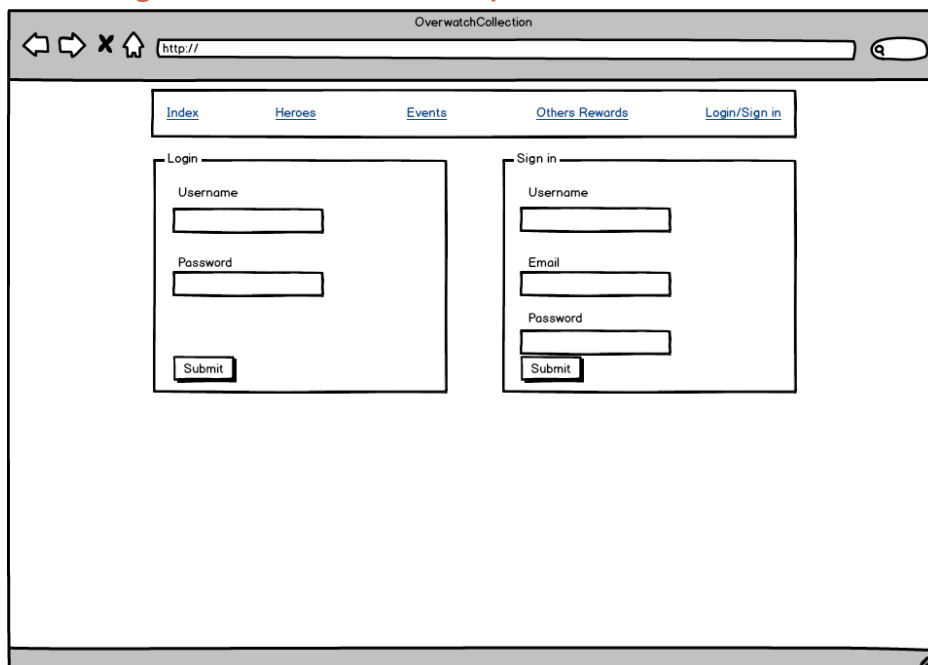 OverwatchCollection
http://
Index Heroes Events Others Rewards Login/Sign in
Login
Username
Password
Submit
Sign in
Username
Email
Password
Submit